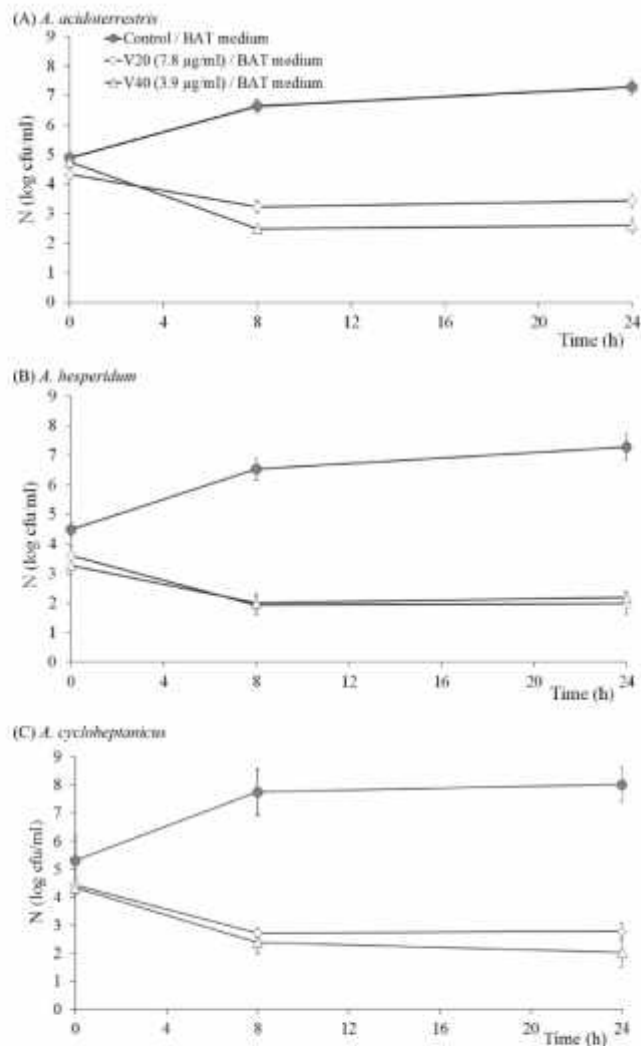 (A) A. acidoterrestris
Control / BAT medium
V20 (7.8 µg/ml) / BAT medium
V40 (3.9 µg/ml) / BAT medium
N (log cfu/ml)
9
8
7
6
5
4
3
2
1
0
0 4 8 12 16 20 24
Time (h)
(B) A. hesperidum
N (log cfu/ml)
9
8
7
6
5
4
3
2
1
0
0 4 8 12 16 20 24
Time (h)
(C) A. cycloheptanicus
N (log cfu/ml)
9
8
7
6
5
4
3
2
1
0
0 4 8 12 16 20 24
Time (h)